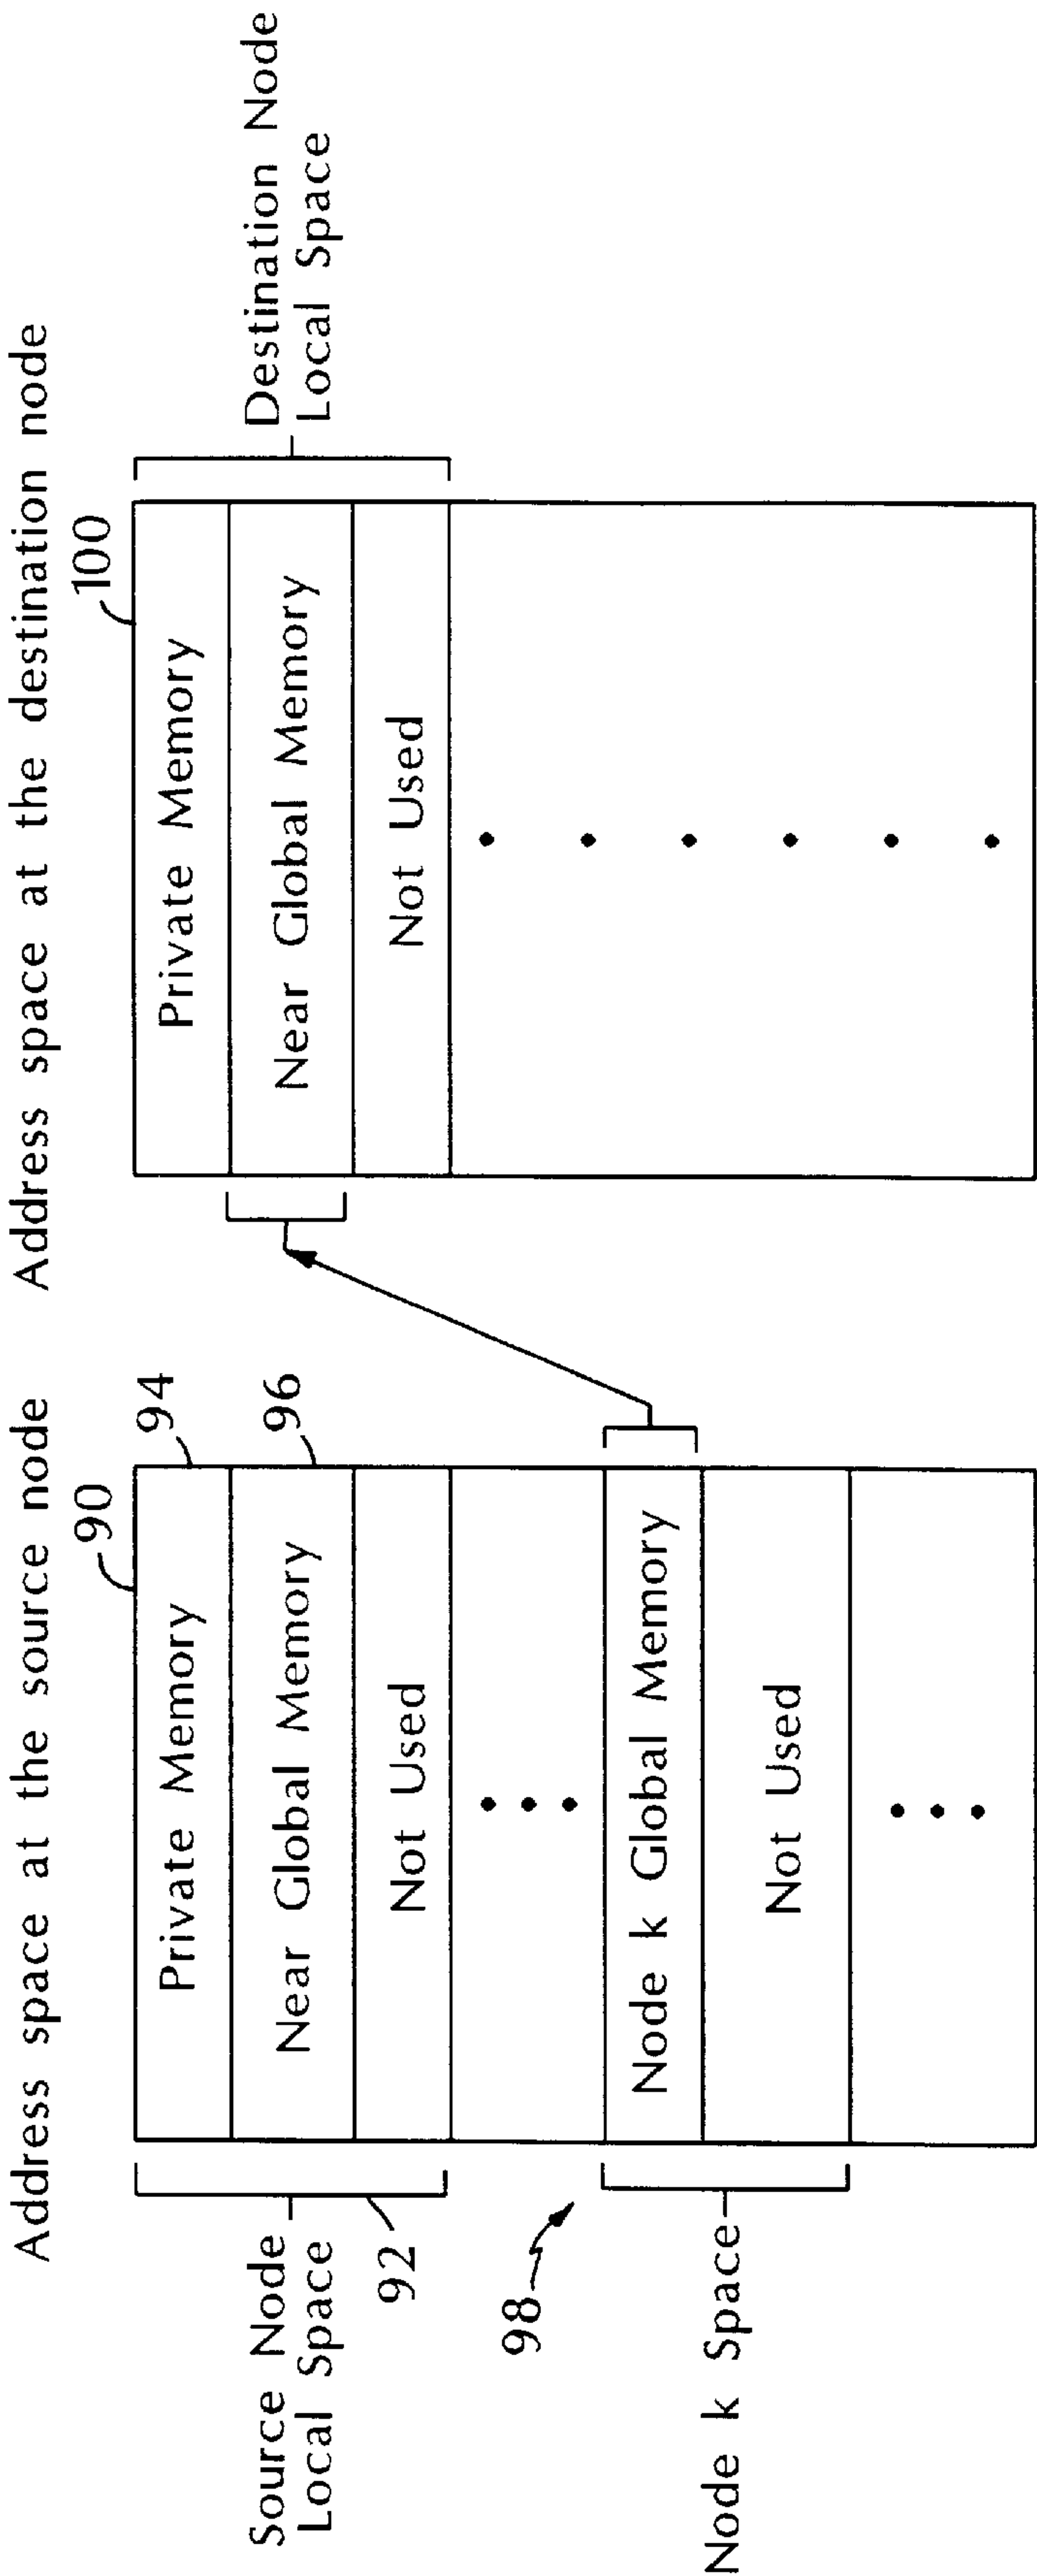 Address space at the source node
90
Source Node
Local Space
92
Private Memory
94
Near Global Memory
96
Not Used
98
Node k Space
Node k Global Memory
Not Used
Address space at the destination node
100
Private Memory
Near Global Memory
Not Used
Destination Node
Local Space